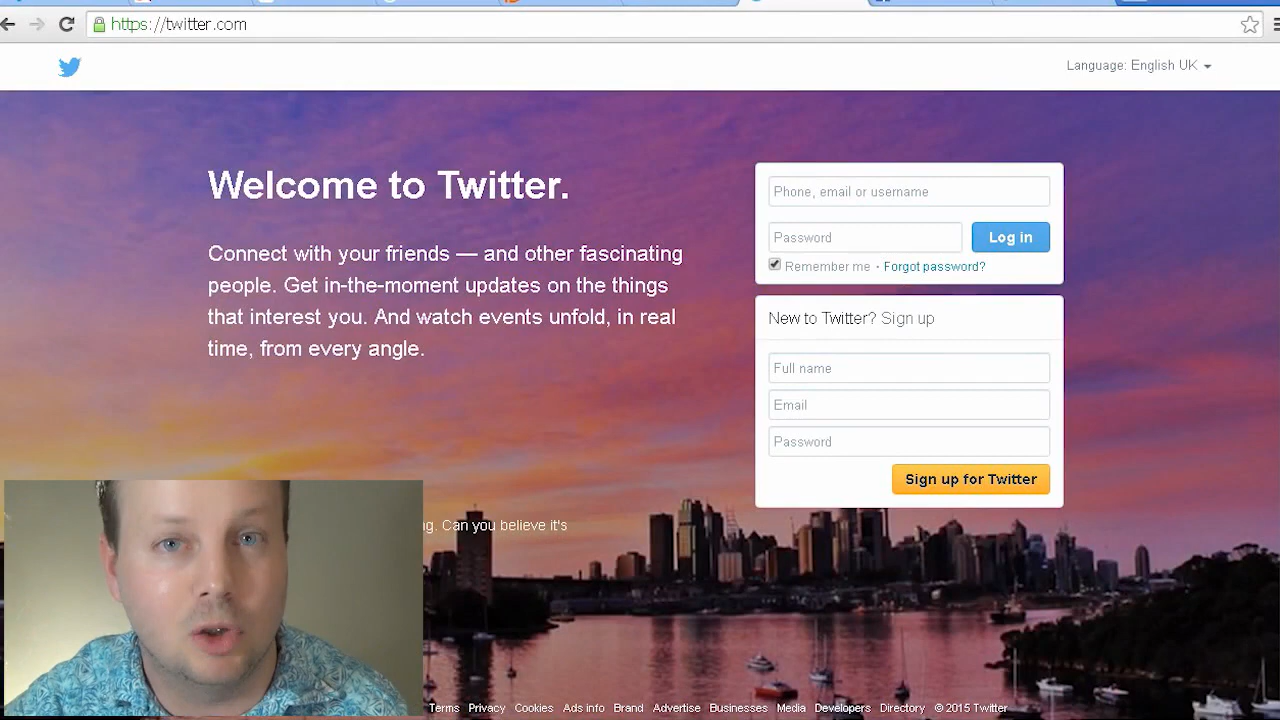 https://twitter.com
Language: English UK
Welcome to Twitter.
Connect with your friends — and other fascinating
people. Get in-the-moment updates on the things
that interest you. And watch events unfold, in real
time, from every angle.
Phone, email or username
Password
Log in
Remember me · Forgot password?
New to Twitter? Sign up
Full name
Email
Password
Sign up for Twitter
Can you believe it's
Terms Privacy Cookies Ads info Brand Advertise Businesses Media Developers Directory © 2015 Twitter